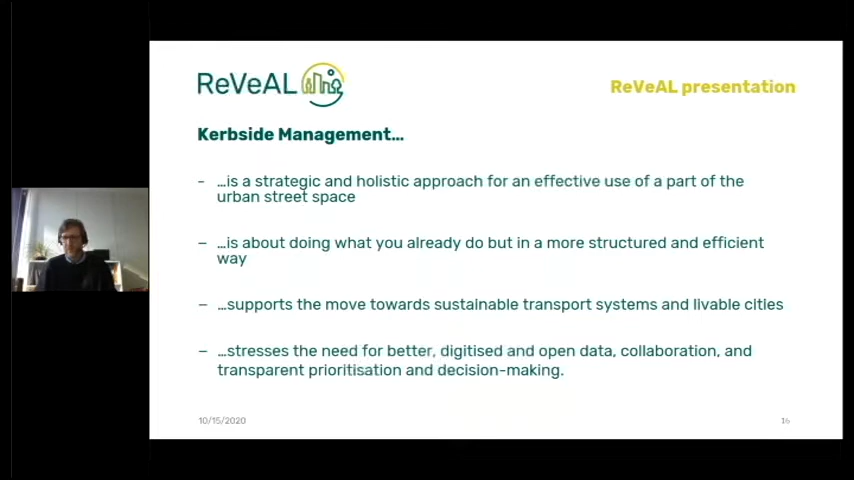 ReVeAL
ReVeAL presentation
Kerbside Management...
- ...is a strategic and holistic approach for an effective use of a part of the
urban street space
– ...is about doing what you already do but in a more structured and efficient
way
– ...supports the move towards sustainable transport systems and livable cities
– ...stresses the need for better, digitised and open data, collaboration, and
transparent prioritisation and decision-making.
10/15/2020
16